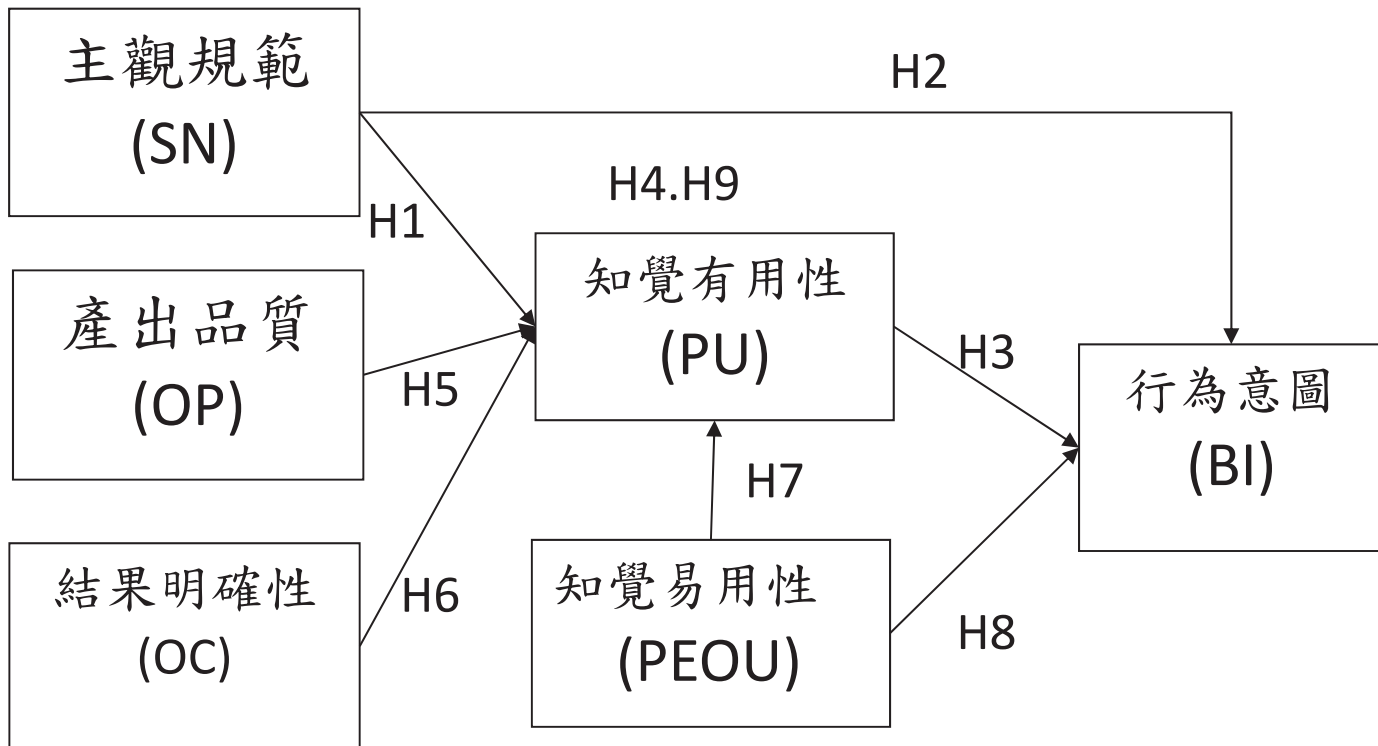 主觀規範
(SN)
H2
H4.H9
H1
知覺有用性
(PU)
產出品質
(OP)
H5
H3
行為意圖
(BI)
H7
結果明確性
(OC)
H6
知覺易用性
(PEOU)
H8